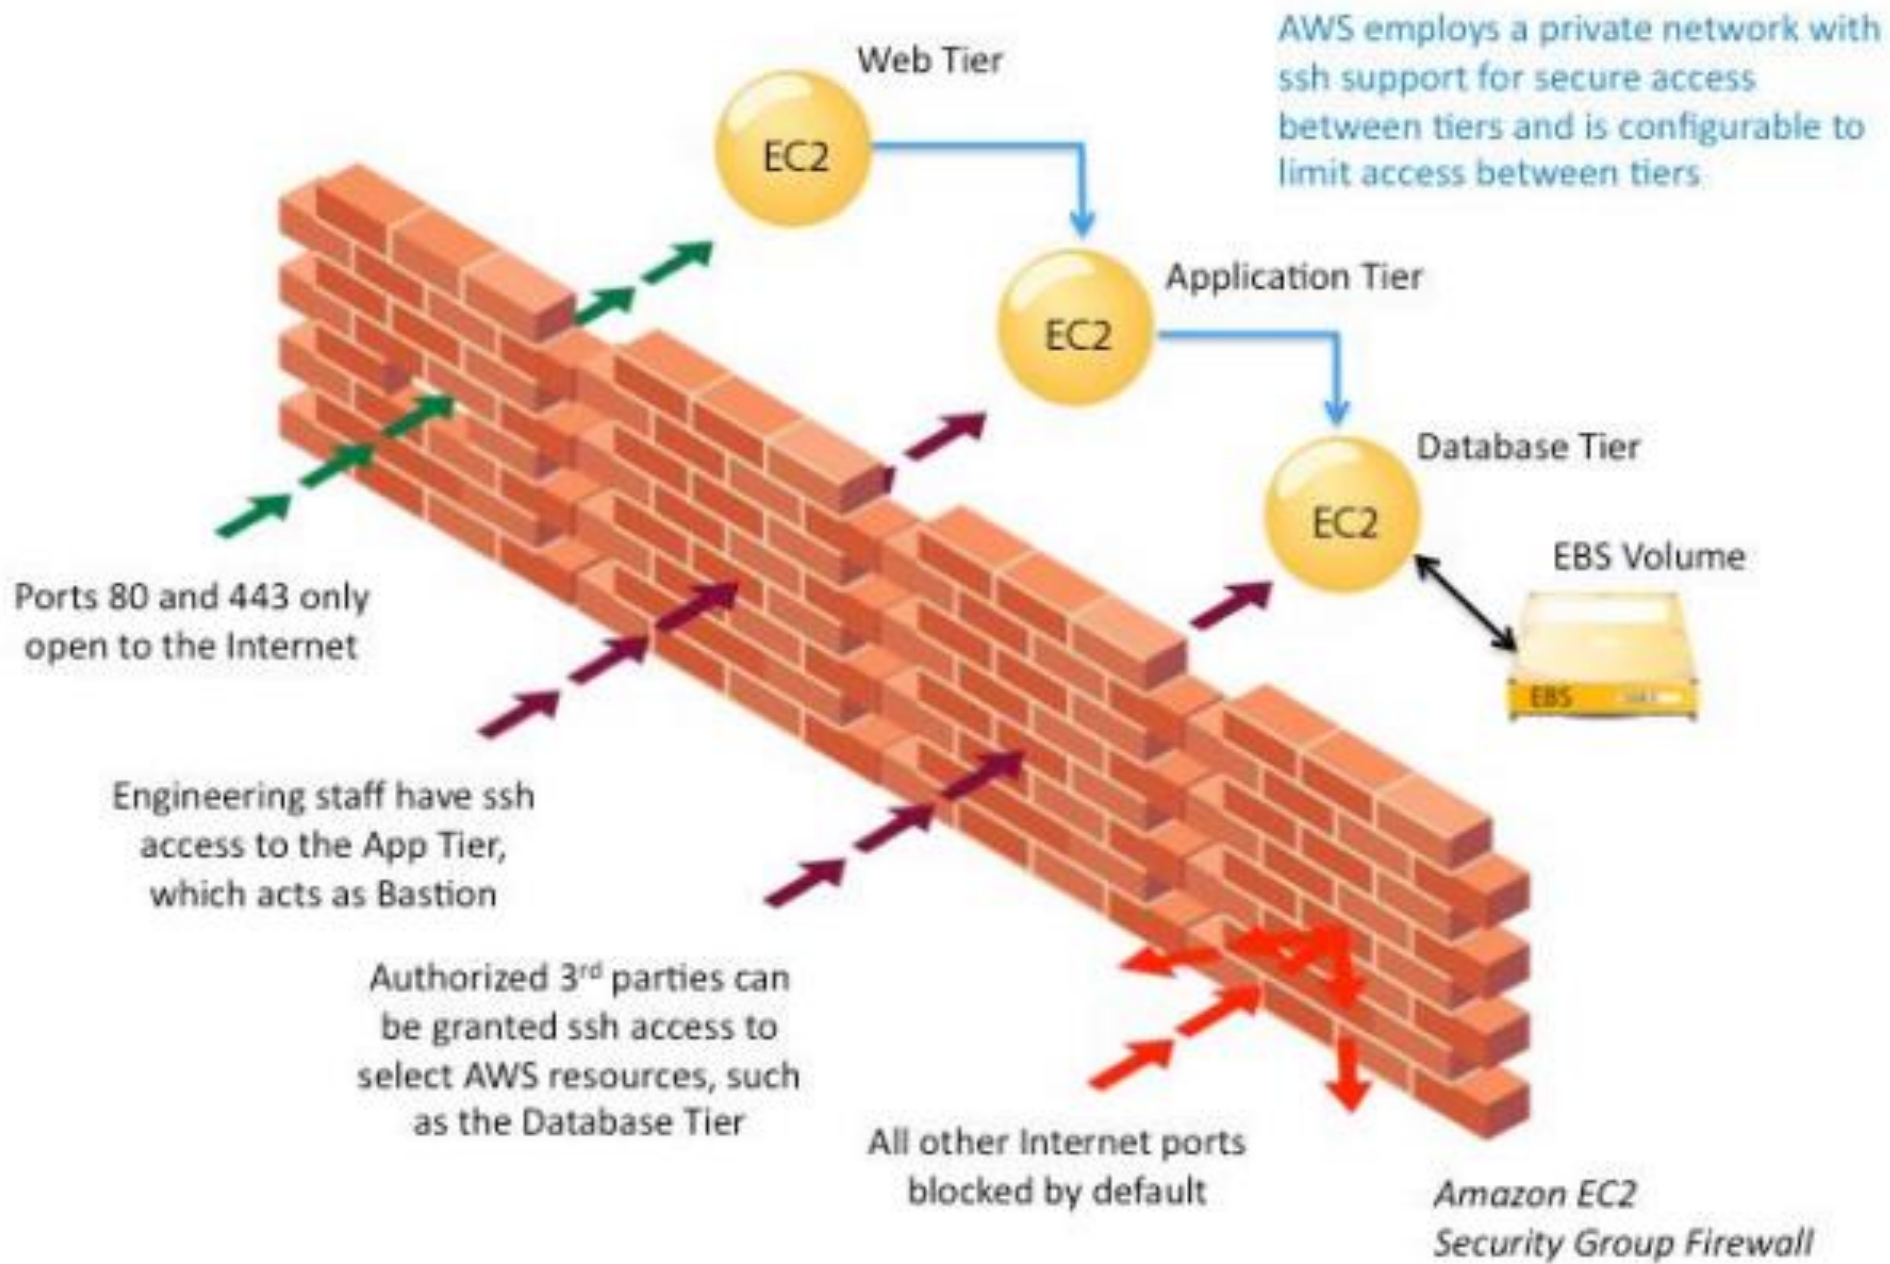 Web Tier
AWS employs a private network with
ssh support for secure access
between tiers and is configurable to
limit access between tiers
EC2
Application Tier
EC2
Database Tier
EC2
EBS Volume
EBS
Ports 80 and 443 only
open to the Internet
Engineering staff have ssh
access to the App Tier,
which acts as Bastion
Authorized 3rd parties can
be granted ssh access to
select AWS resources, such
as the Database Tier
All other Internet ports
blocked by default
Amazon EC2
Security Group Firewall